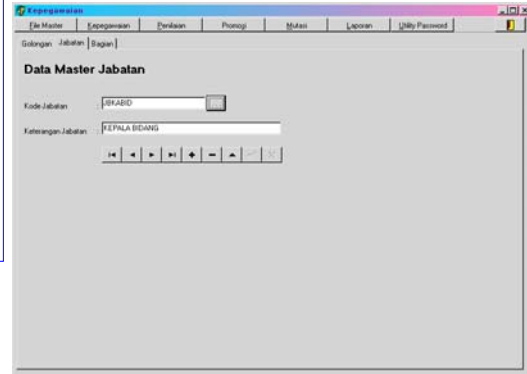 Kepegawaian
File Master Kepegawaian Penilaian Promogi Mutasi Laporan Utility Password
Golongan Jabatan Bagian
Data Master Jabatan
Kode Jabatan : JBKABID
Keterangan Jabatan : KEPALA BIDANG